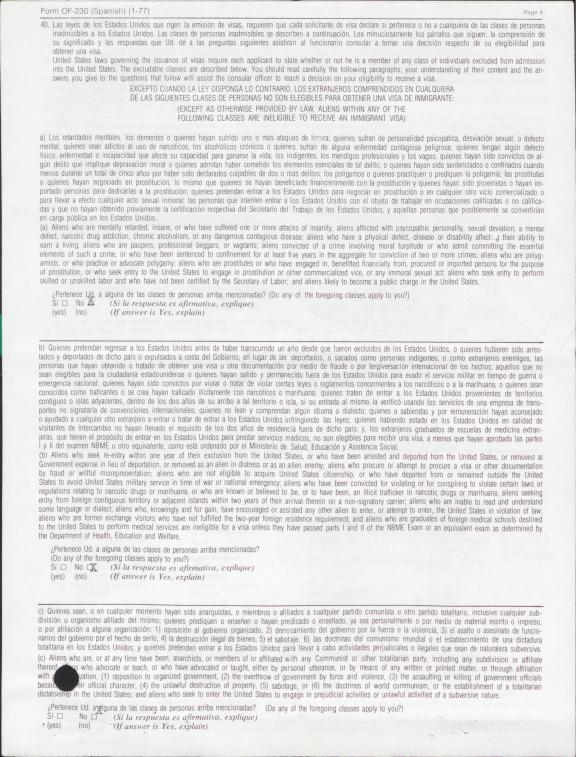 Form OF-230 (Spanish) (1-77)
Page 4
40. Las leyes de los Estados Unidos que rigen la emisión de visas, requieren que cada solicitante de visa declare si pertenece o no a cualquiera de las clases de personas
inadmisibles a los Estados Unidos. Las clases de personas inadmisibles se describen a continuación. Lea minuciosamente los párrafos que siguen; la comprensión de
su significado y las respuestas que Ud. dé a las preguntas siguientes asistirán al funcionario consular a tomar una decisión respecto de su elegibilidad para
obtener una visa.
United States laws governing the issuance of visas require each applicant to state whether or not he is a member of any class of individuals excluded from admission
into the United States. The excludable classes are described below. You should read carefully the following paragraphs; your understanding of their content and the an-
swers you give to the questions that follow will assist the consular officer to reach a decision on your eligibility to receive a visa.
EXCEPTO CUANDO LA LEY DISPONGA LO CONTRARIO, LOS EXTRANJEROS COMPRENDIDOS EN CUALQUIERA
DE LAS SIGUIENTES CLASES DE PERSONAS NO SON ELEGIBLES PARA OBTENER UNA VISA DE INMIGRANTE:
(EXCEPT AS OTHERWISE PROVIDED BY LAW, ALIENS WITHIN ANY OF THE
FOLLOWING CLASSES ARE INELIGIBLE TO RECEIVE AN IMMIGRANT VISA)
a) Los retardados mentales, los dementes o quienes hayan sufrido uno o más ataques de locura; quienes sufran de personalidad psicopática, desviación sexual, o defecto
mental; quienes sean adictos al uso de narcóticos, los alcohólicos crónicos o quienes sufran de alguna enfermedad contagiosa peligrosa; quienes tengan algún defecto
físico, enfermedad o incapacidad que afecte su capacidad para ganarse la vida; los indigentes, los mendigos profesionales y los vagos; quienes hayan sido convictos de al-
gún delito que implique depravación moral o quienes admitan haber cometido los elementos esenciales de tal delito, o quienes hayan sido sentenciados o confinados cuando
menos durante un total de cinco años por haber sido declarados culpables de dos o más delitos; los polígamos o quienes practiquen o prediquen la poligamia; las prostitutas
o quienes hayan negociado en prostitución, lo mismo que quienes se hayan beneficiado financieramente con la prostitución y quienes hayan sido proxenetas o hayan im-
portado personas para dedicarlas a la prostitución; quienes pretendan entrar a los Estados Unidos para negociar en prostitución o en cualquier otro vicio comercializado o
para llevar a efecto cualquier acto sexual inmoral; las personas que intenten entrar a los Estados Unidos con el objeto de trabajar en ocupaciones calificadas o no califica-
das y que no hayan obtenido previamente la certificación respectiva del Secretario del Trabajo de los Estados Unidos, y aquellas personas que posiblemente se convertirían
en carga pública en los Estados Unidos.
(a) Aliens who are mentally retarded, insane, or who have suffered one or more attacks of insanity; aliens afflicted with psycopathic personality, sexual deviation, a mental
defect, narcotic drug addiction, chronic alcoholism, or any dangerous contagious disease; aliens who have a physical defect, disease or disability affect their ability to
earn a living; aliens who are paupers, professional beggars, or vagrants; aliens convicted of a crime involving moral turpitude or who admit committing the essential
elements of such a crime, or who have been sentenced to confinement for at least five years in the aggregate for conviction of two or more crimes; aliens who are polyg-
amists, or who practice or advocate polygamy; aliens who are prostitutes or who have engaged in, benefited financially from, procured or imported persons for the purpose
of prostitution, or who seek entry to the United States to engage in prostitution or other commercialized vice, or any immoral sexual act; aliens who seek entry to perform
skilled or unskilled labor and who have not been certified by the Secretary of Labor; and aliens likely to become a public charge in the United States.
¿Pertenece Ud. a alguna de las clases de personas arriba mencionadas? (Do any of the foregoing classes apply to you?)
Sí □ No ☒ (Si la respuesta es afirmativa, explique)
(yes) (no) (If answer is Yes, explain)
b) Quienes pretendan regresar a los Estados Unidos antes de haber transcurrido un año desde que fueron excluidos de los Estados Unidos, o quienes hubieren sido arres-
tados y deportados de dicho país o expulsados a costa del Gobierno, en lugar de ser deportados; o sacados como personas indigentes, o como extranjeros enemigos; las
personas que hayan obtenido o tratado de obtener una visa u otra documentación por medio de fraude o por tergiversación internacional de los hechos; aquellos que no
sean elegibles para la ciudadanía estadounidense o quienes hayan salido y permanecido fuera de los Estados Unidos para evadir el servicio militar en tiempo de guerra o
emergencia nacional; quienes hayan sido convictos por violar o tratar de violar ciertas leyes o reglamentos concernientes a los narcóticos o a la marihuana, o quienes sean
conocidos como traficantes o se crea hayan traficado ilícitamente con narcóticos o marihuana; quienes traten de entrar a los Estados Unidos provenientes de territorios
contiguos o islas adyacentes, dentro de los dos años de su arribo a tal territorio o isla, si su entrada al mismo la verificó usando los servicios de una empresa de trans-
portes no signataria de convenciones internacionales; quienes no lean y comprendan algún idioma o dialecto; quienes a sabiendas y por remuneración hayan aconsejado
o ayudado a cualquier otro extranjero a entrar o tratar de entrar a los Estados Unidos infringiendo las leyes; quienes habiendo estado en los Estados Unidos en calidad de
visitantes de intercambio no hayan llenado el requisito de los dos años de residencia fuera de dicho país; y, los extranjeros graduados de escuelas de medicina extran-
jeras, que tienen el propósito de entrar en los Estados Unidos para prestar servicios médicos, no son elegibles para recibir una visa, a menos que hayan aprobado las partes
I y II del examen NBME u otro equivalente, como está ordenado por el Ministerio de Salud, Educación y Asistencia Social.
(b) Aliens who seek re-entry within one year of their exclusion from the United States, or who have been arrested and deported from the United States, or removed at
Government expense in lieu of deportation, or removed as an alien in distress or as an alien enemy; aliens who procure or attempt to procure a visa or other documentation
by fraud or willful misrepresentation; aliens who are not eligible to acquire United States citizenship, or who have departed from or remained outside the United
States to avoid United States military service in time of war or national emergency; aliens who have been convicted for violating or for conspiring to violate certain laws or
regulations relating to narcotic drugs or marihuana, or who are known or believed to be, or to have been, an illicit trafficker in narcotic drugs or marihuana; aliens seeking
entry from foreign contiguous territory or adjacent islands within two years of their arrival therein on a non-signatory carrier; aliens who are unable to read and understand
some language or dialect; aliens who, knowingly and for gain, have encouraged or assisted any other alien to enter, or attempt to enter, the United States in violation of law;
aliens who are former exchange visitors who have not fulfilled the two-year foreign residence requirement, and aliens who are graduates of foreign medical schools destined
to the United States to perform medical services are ineligible for a visa unless they have passed parts I and II of the NBME Exam or an equivalent exam as determined by
the Department of Health, Education and Welfare.
¿Pertenece Ud. a alguna de las clases de personas arriba mencionadas?
(Do any of the foregoing classes apply to you?)
Sí □ No ☒ (Si la respuesta es afirmativa, explique)
(yes) (no) (If answer is Yes, explain)
c) Quienes sean, o en cualquier momento hayan sido anarquistas, o miembros o afiliados a cualquier partido comunista u otro partido totalitario, inclusive cualquier sub-
división u organismo afiliado del mismo; quienes prediquen o enseñen o hayan predicado o enseñado, ya sea personalmente o por medio de material escrito o impreso,
o por afiliación a alguna organización: 1) oposición al gobierno organizado, 2) derrocamiento del gobierno por la fuerza o la violencia, 3) el asalto o asesinato de funcio-
narios del gobierno por el hecho de serlo, 4) la destrucción ilegal de bienes, 5) el sabotaje, 6) las doctrinas del comunismo mundial o el establecimiento de una dictadura
totalitaria en los Estados Unidos; y quienes pretendan entrar a los Estados Unidos para llevar a cabo actividades perjudiciales o ilegales que sean de naturaleza subversiva.
(c) Aliens who are, or at any time have been, anarchists, or members of or affiliated with any Communist or other totalitarian party, including any subdivision or affiliate
thereof; who advocate or teach, or who have advocated or taught, either by personal utterance, or by means of any written or printed matter, or through affiliation
with zation, (1) opposition to organized government, (2) the overthrow of government by force and violence, (3) the assaulting or killing of government officials
becau er official character, (4) the unlawful destruction of property, (5) sabotage, or (6) the doctrines of world communism, or the establishment of a totalitarian
dictatorship in the United States; and aliens who seek to enter the United States to engage in prejudicial activities or unlawful activities of a subversive nature.
¿Pertenece Ud. a alguna de las clases de personas arriba mencionadas? (Do any of the foregoing classes apply to you?)
Sí □ No ☒ (Si la respuesta es afirmativa, explique)
(yes) (no) (If answer is Yes, explain)